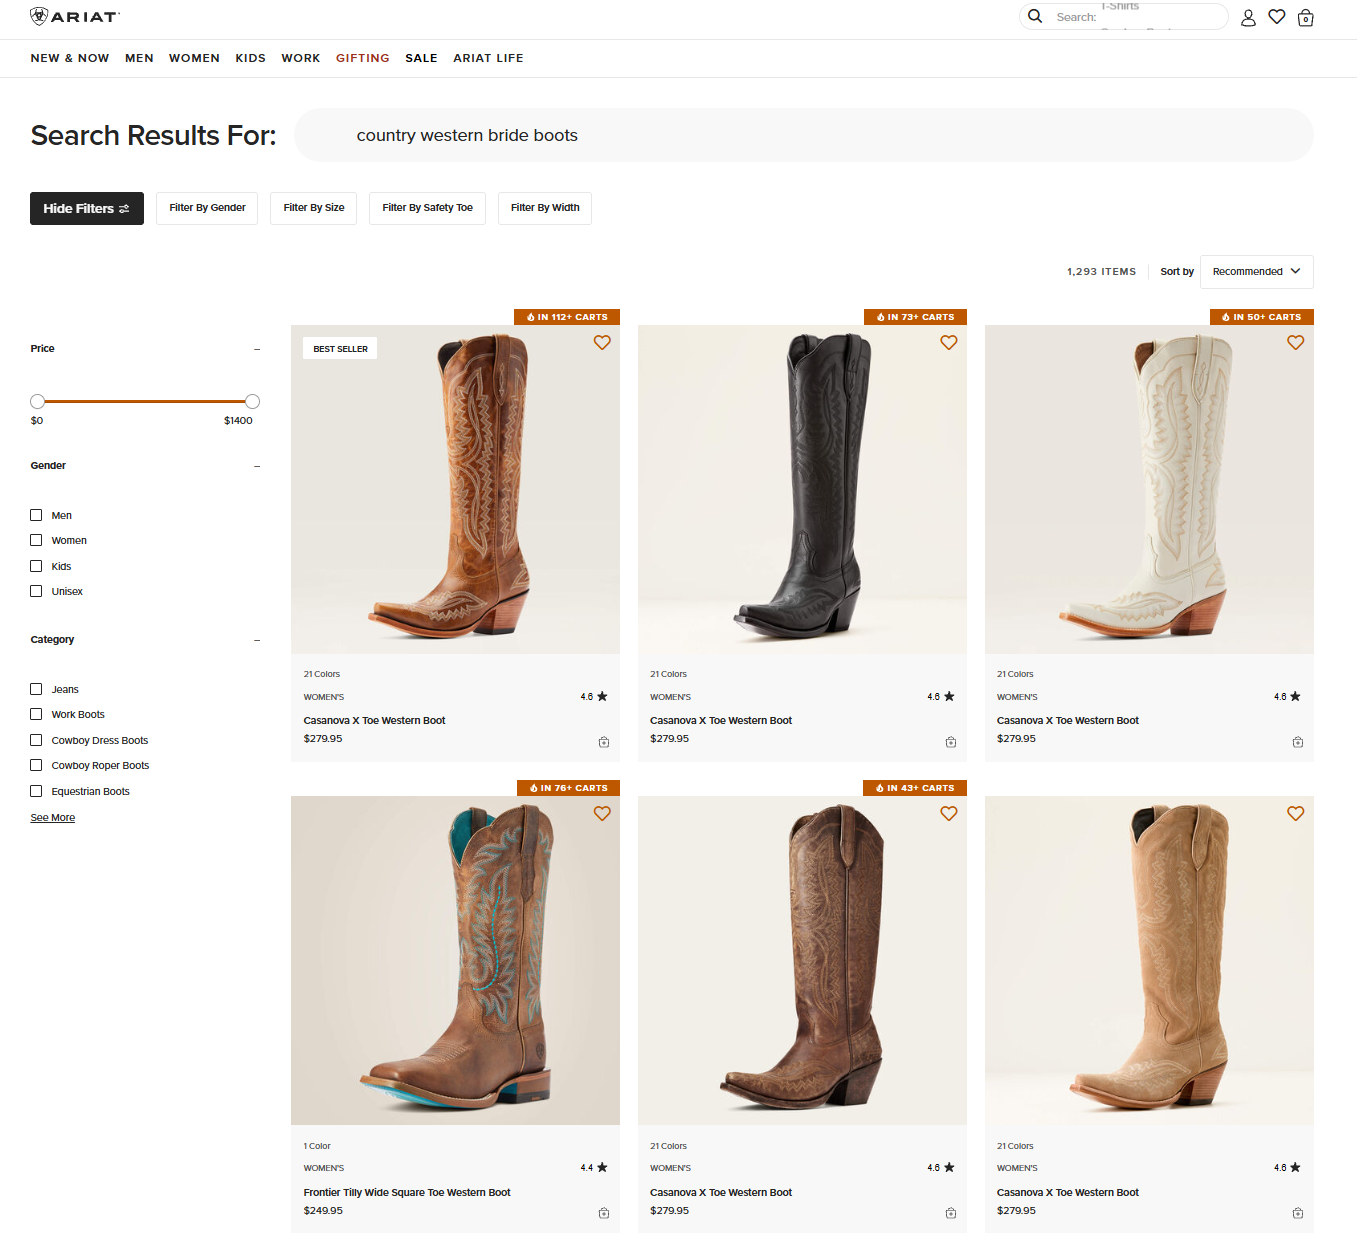 ARIAT
T-Shirts
Search:
0
NEW & NOW MEN WOMEN KIDS WORK GIFTING SALE ARIAT LIFE
Search Results For: country western bride boots
Hide Filters Filter By Gender Filter By Size Filter By Safety Toe Filter By Width
1,293 ITEMS Sort by Recommended
Price
$0 $1400
Gender
Men
Women
Kids
Unisex
Category
Jeans
Work Boots
Cowboy Dress Boots
Cowboy Roper Boots
Equestrian Boots
See More
IN 112+ CARTS
BEST SELLER
21 Colors
WOMEN'S 4.6
Casanova X Toe Western Boot
$279.95
IN 73+ CARTS
21 Colors
WOMEN'S 4.6
Casanova X Toe Western Boot
$279.95
IN 50+ CARTS
21 Colors
WOMEN'S 4.6
Casanova X Toe Western Boot
$279.95
IN 76+ CARTS
1 Color
WOMEN'S 4.4
Frontier Tilly Wide Square Toe Western Boot
$249.95
IN 43+ CARTS
21 Colors
WOMEN'S 4.6
Casanova X Toe Western Boot
$279.95
21 Colors
WOMEN'S 4.6
Casanova X Toe Western Boot
$279.95